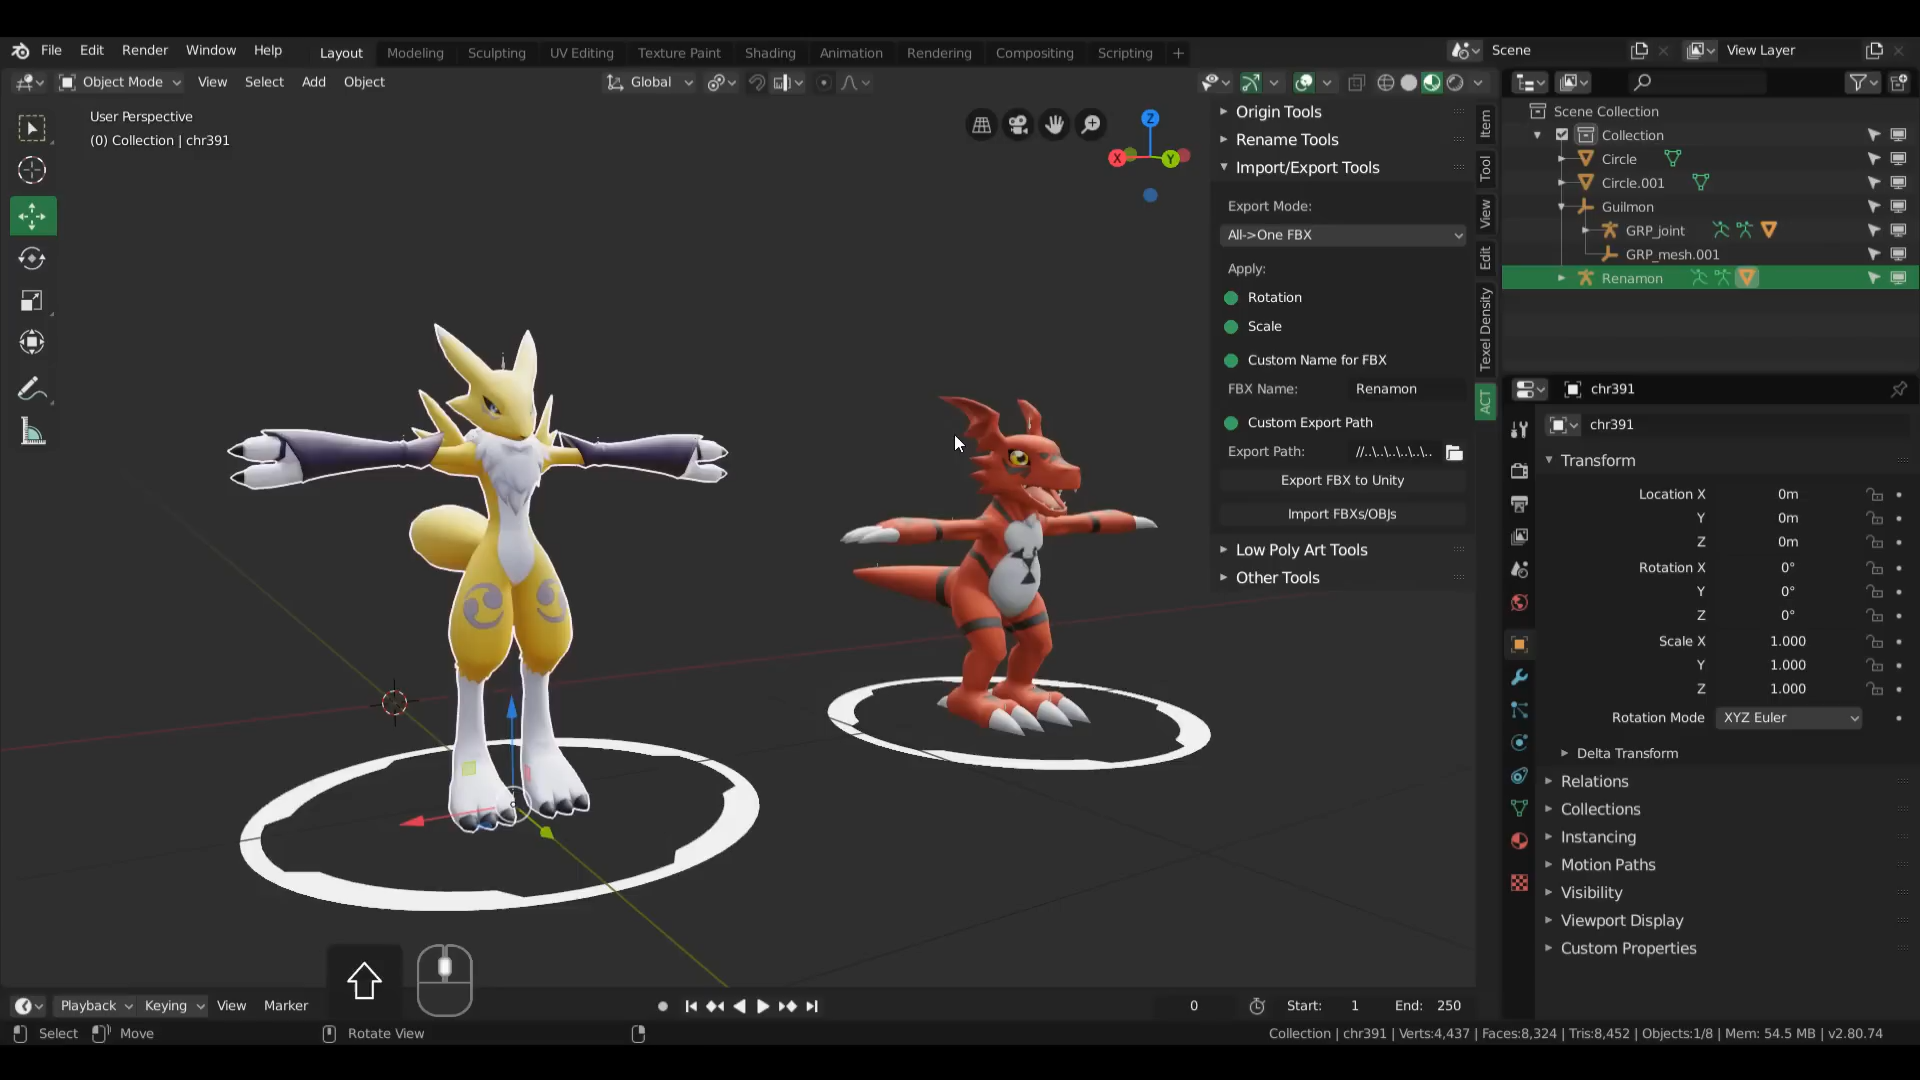 File Edit Render Window Help Layout Modeling Sculpting UV Editing Texture Paint Shading Animation Rendering Compositing Scripting + Scene View Layer
Object Mode View Select Add Object Global
User Perspective
(0) Collection | chr391
Z
X
Y
Origin Tools
Rename Tools
Import/Export Tools
Export Mode:
All->One FBX
Apply:
Rotation
Scale
Custom Name for FBX
FBX Name: Renamon
Custom Export Path
Export Path: //..\..\..\..\..
Export FBX to Unity
Import FBXs/OBJs
Low Poly Art Tools
Other Tools
Item
Tool
View
Edit
Texel Density
ACT
Scene Collection
Collection
Circle
Circle.001
Guilmon
GRP_joint
GRP_mesh.001
Renamon
chr391
chr391
Transform
Location X 0m
Y 0m
Z 0m
Rotation X 0°
Y 0°
Z 0°
Scale X 1.000
Y 1.000
Z 1.000
Rotation Mode XYZ Euler
Delta Transform
Relations
Collections
Instancing
Motion Paths
Visibility
Viewport Display
Custom Properties
Playback Keying View Marker 0 Start: 1 End: 250
Select Move Rotate View Collection | chr391 | Verts:4,437 | Faces:8,324 | Tris:8,452 | Objects:1/8 | Mem: 54.5 MB | v2.80.74